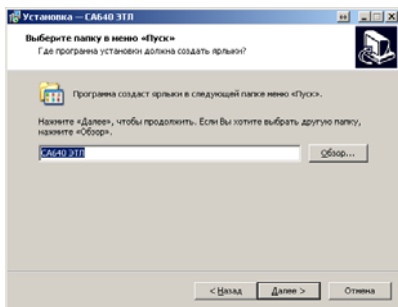 Установка — СА640 ЭТЛ
Выберите папку в меню «Пуск»
Где программа установки должна создать ярлыки?
Программа создаст ярлыки в следующей папке меню «Пуск».
Нажмите «Далее», чтобы продолжить. Если Вы хотите выбрать другую папку,
нажмите «Обзор».
СА640 ЭТЛ
Обзор...
< Назад
Далее >
Отмена